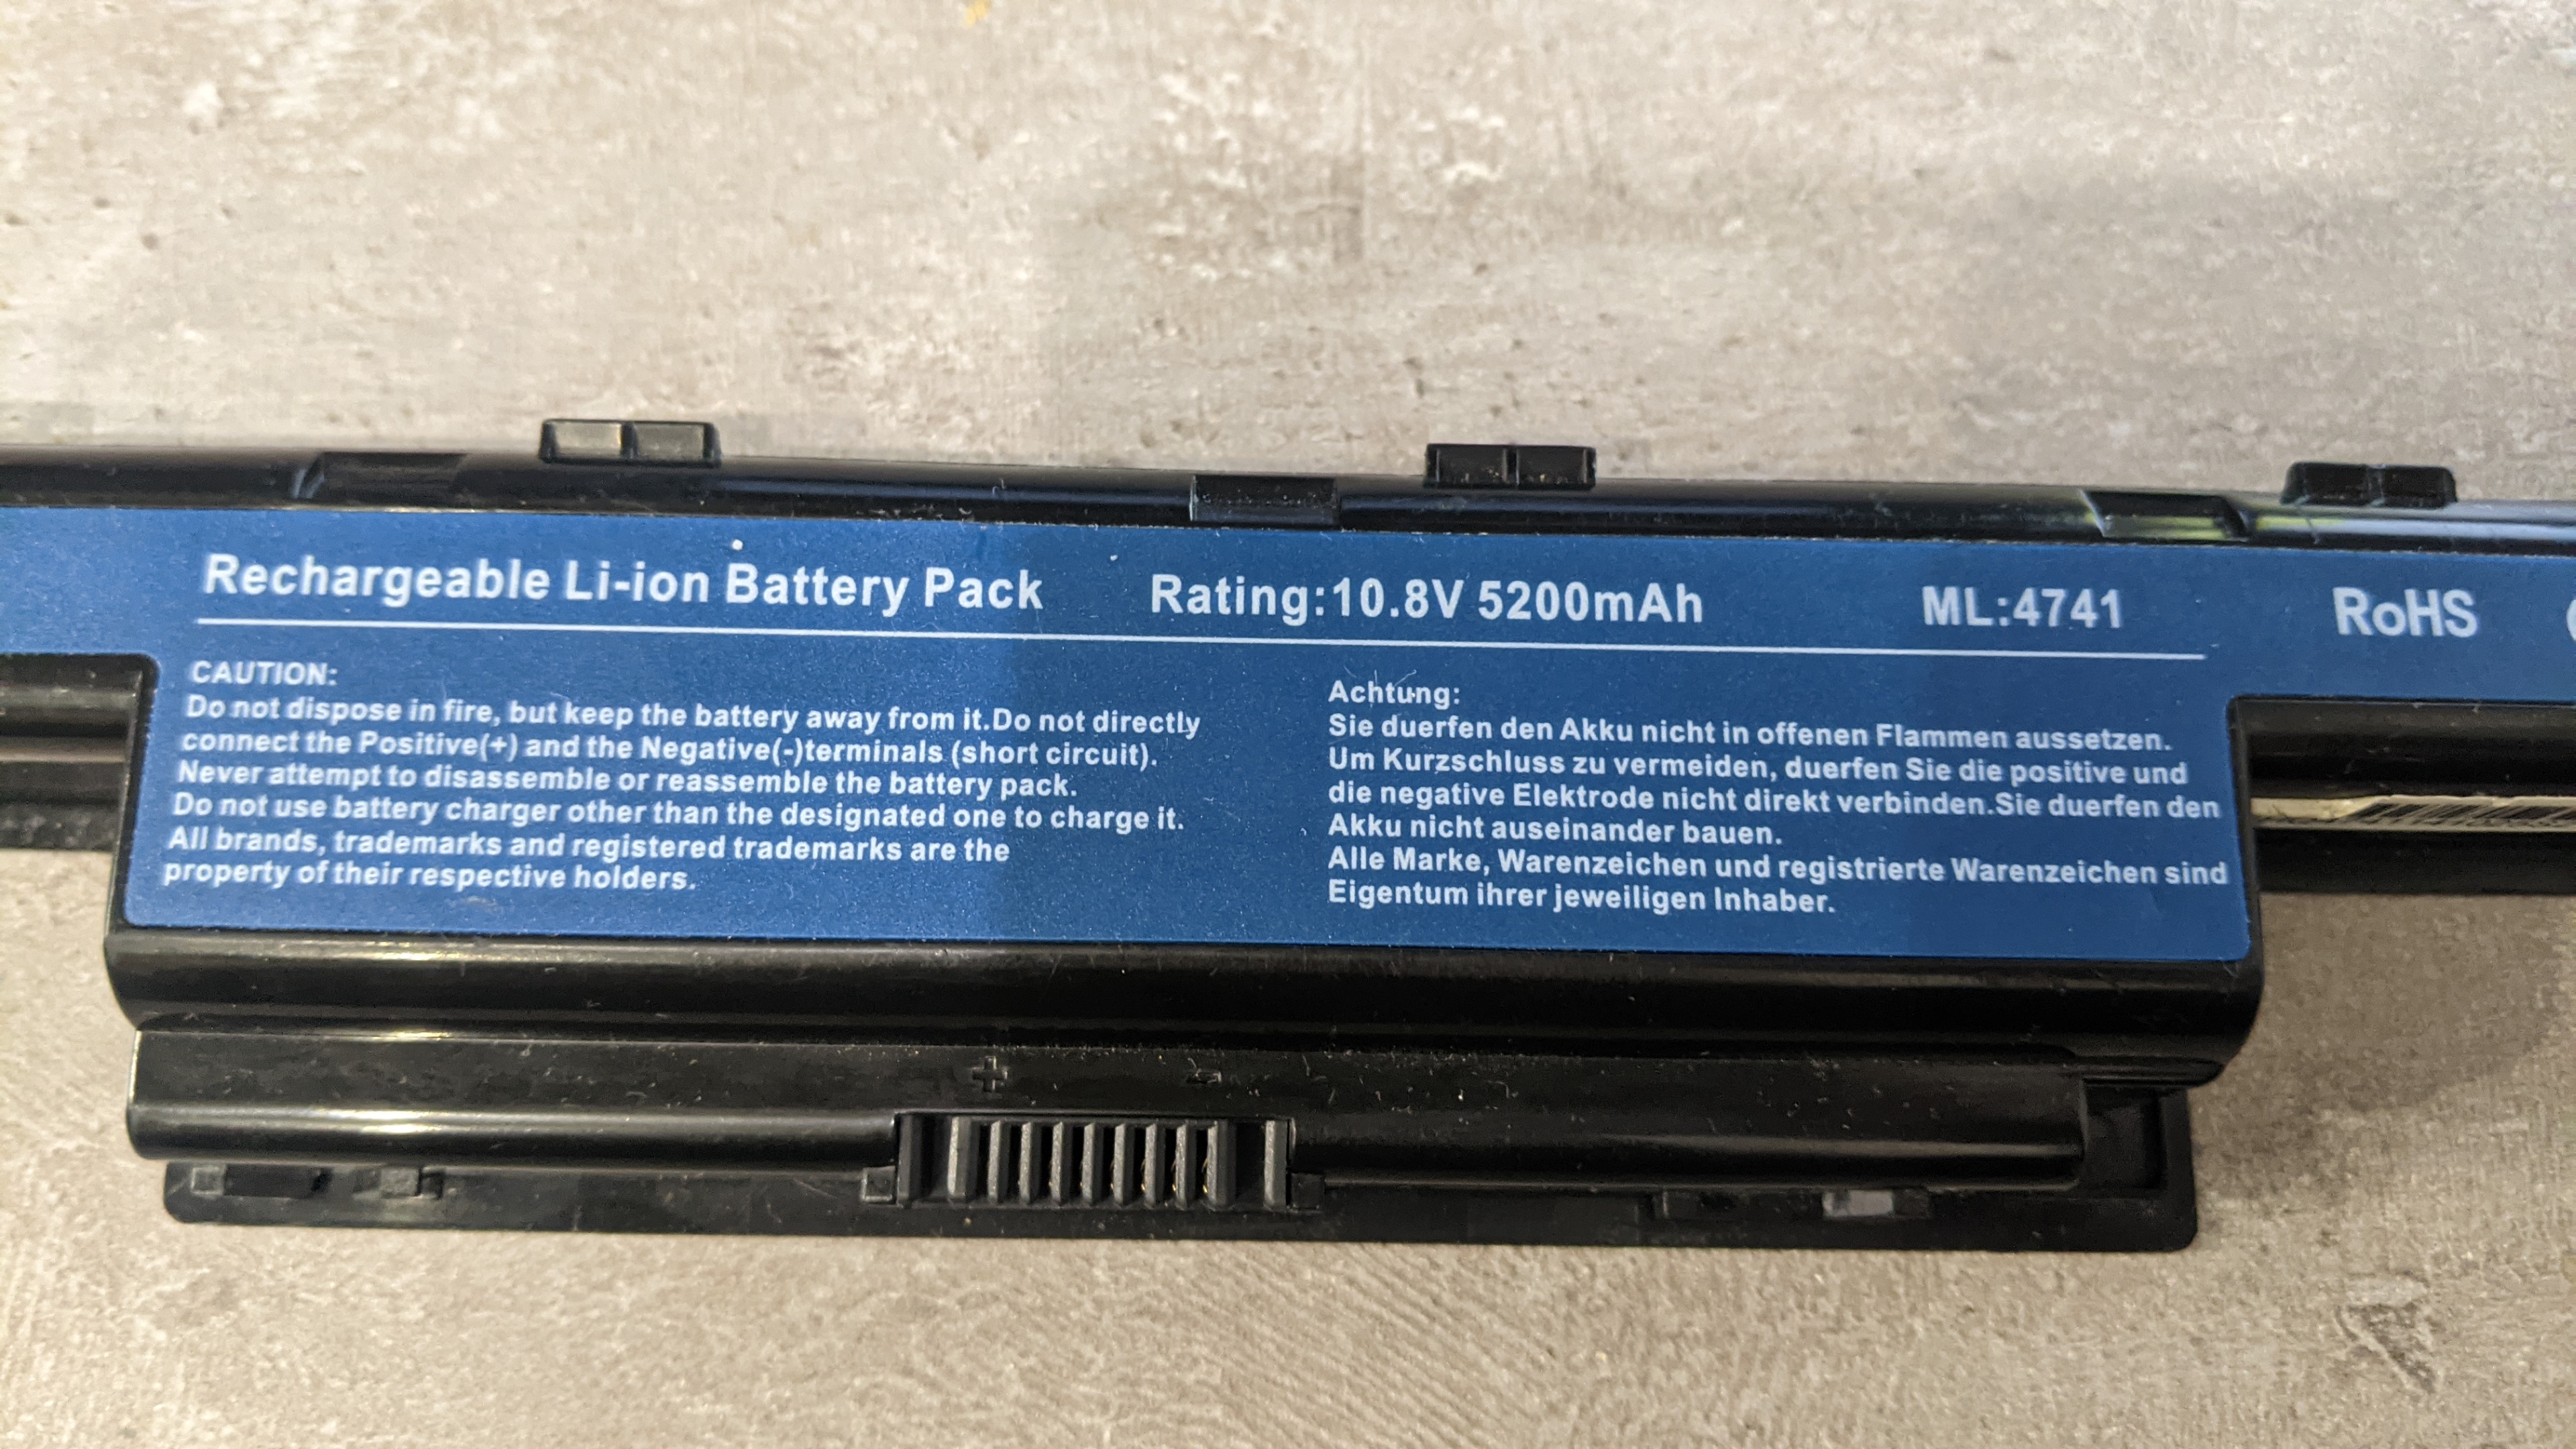 Rechargeable Li-ion Battery Pack Rating:10.8V 5200mAh ML:4741 RoHS
CAUTION:
Do not dispose in fire, but keep the battery away from it.Do not directly
connect the Positive(+) and the Negative(-)terminals (short circuit).
Never attempt to disassemble or reassemble the battery pack.
Do not use battery charger other than the designated one to charge it.
All brands, trademarks and registered trademarks are the
property of their respective holders.
Achtung:
Sie duerfen den Akku nicht in offenen Flammen aussetzen.
Um Kurzschluss zu vermeiden, duerfen Sie die positive und
die negative Elektrode nicht direkt verbinden.Sie duerfen den
Akku nicht auseinander bauen.
Alle Marke, Warenzeichen und registrierte Warenzeichen sind
Eigentum ihrer jeweiligen Inhaber.
+ -